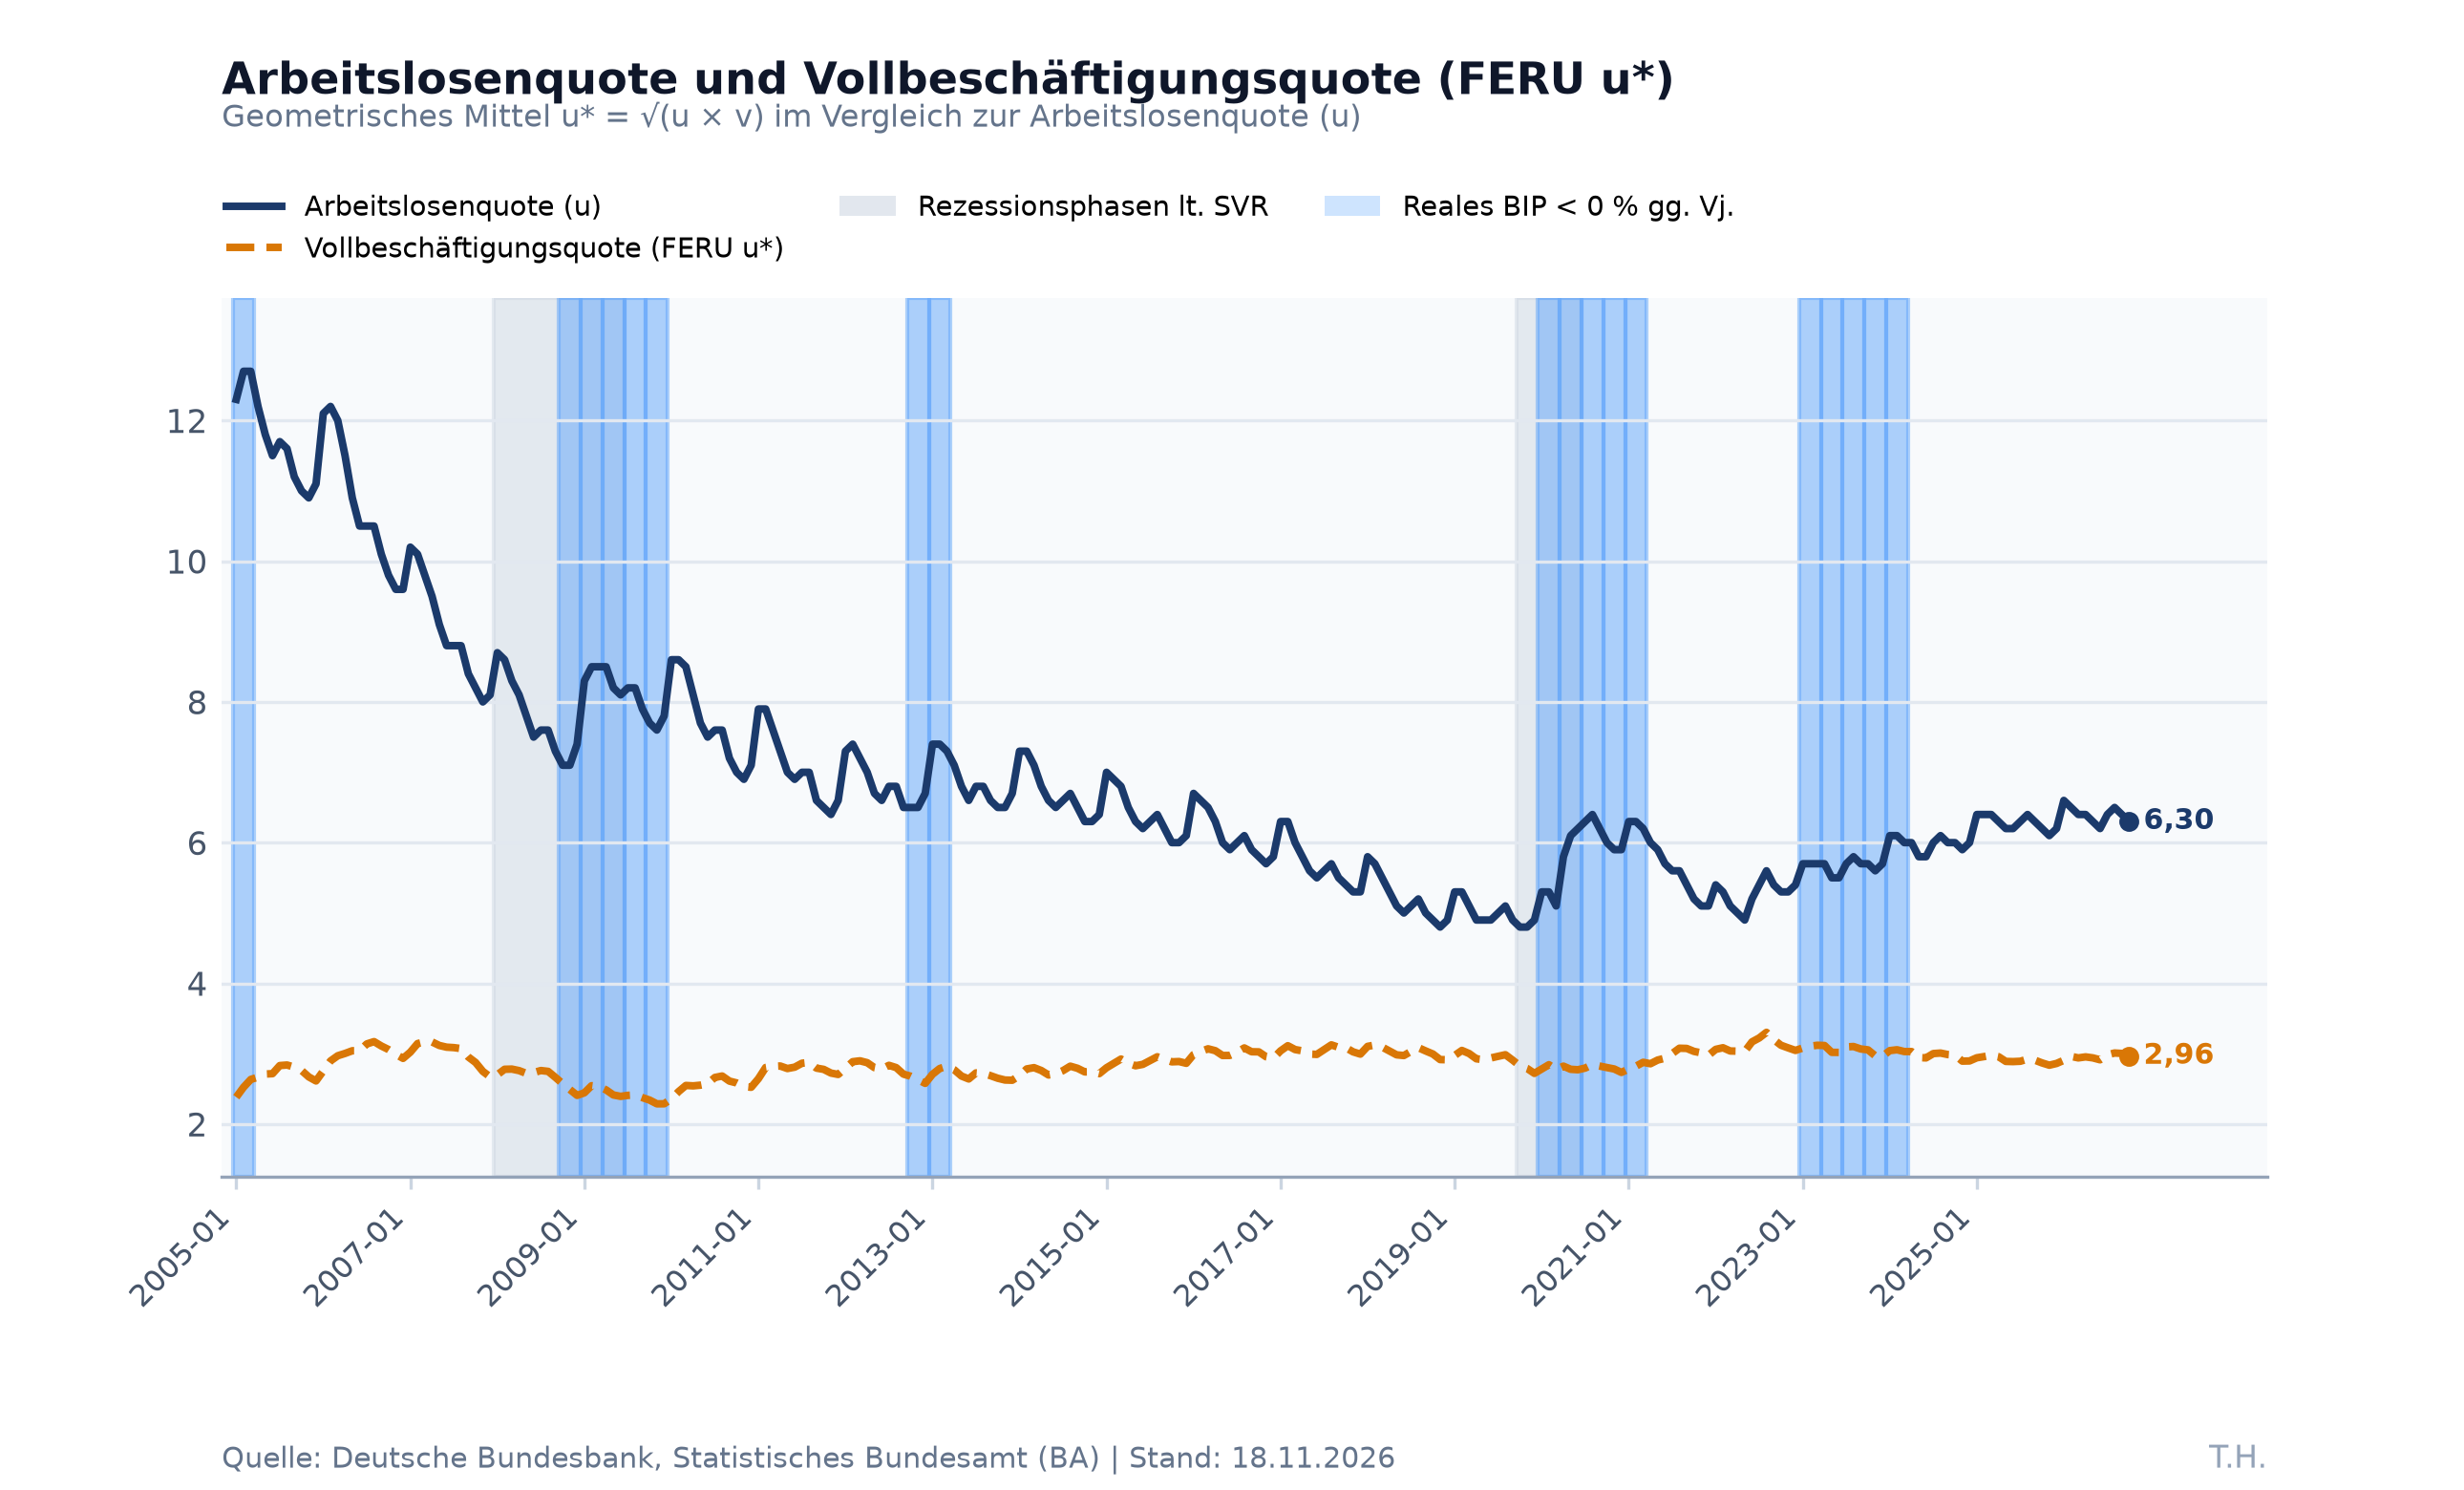 Arbeitslosenquote und Vollbeschäftigungsquote (FERU u*)
Geometrisches Mittel u* = √(u × v) im Vergleich zur Arbeitslosenquote (u)
Arbeitslosenquote (u)
Rezessionsphasen lt. SVR
Reales BIP < 0 % gg. Vj.
Vollbeschäftigungsquote (FERU u*)
12
10
8
6
4
2
6,30
2,96
2005-01
2007-01
2009-01
2011-01
2013-01
2015-01
2017-01
2019-01
2021-01
2023-01
2025-01
Quelle: Deutsche Bundesbank, Statistisches Bundesamt (BA) | Stand: 18.11.2026
T.H.